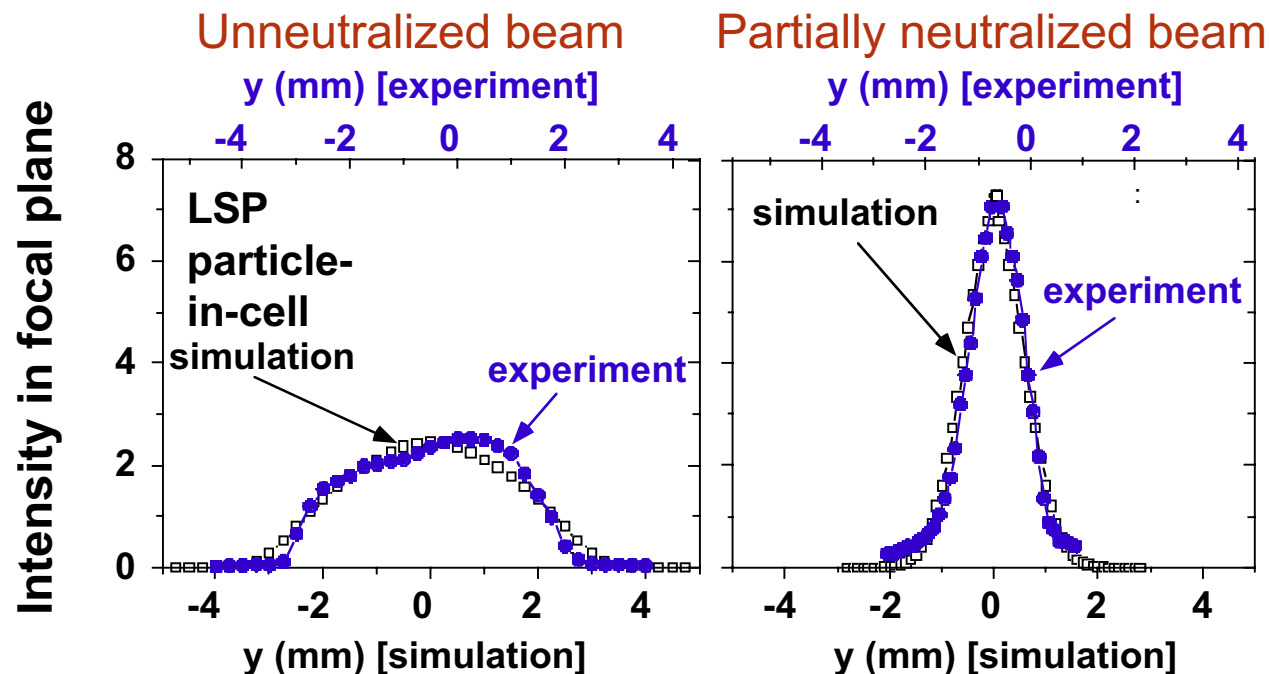 Unneutralized beam
Partially neutralized beam
y (mm) [experiment]
y (mm) [experiment]
-4 -2 0 2 4
-4 -2 0 2 4
Intensity in focal plane
8
6
4
2
0
LSP
particle-
in-cell
simulation
experiment
simulation
experiment
:
-4 -2 0 2 4
-4 -2 0 2 4
y (mm) [simulation]
y (mm) [simulation]